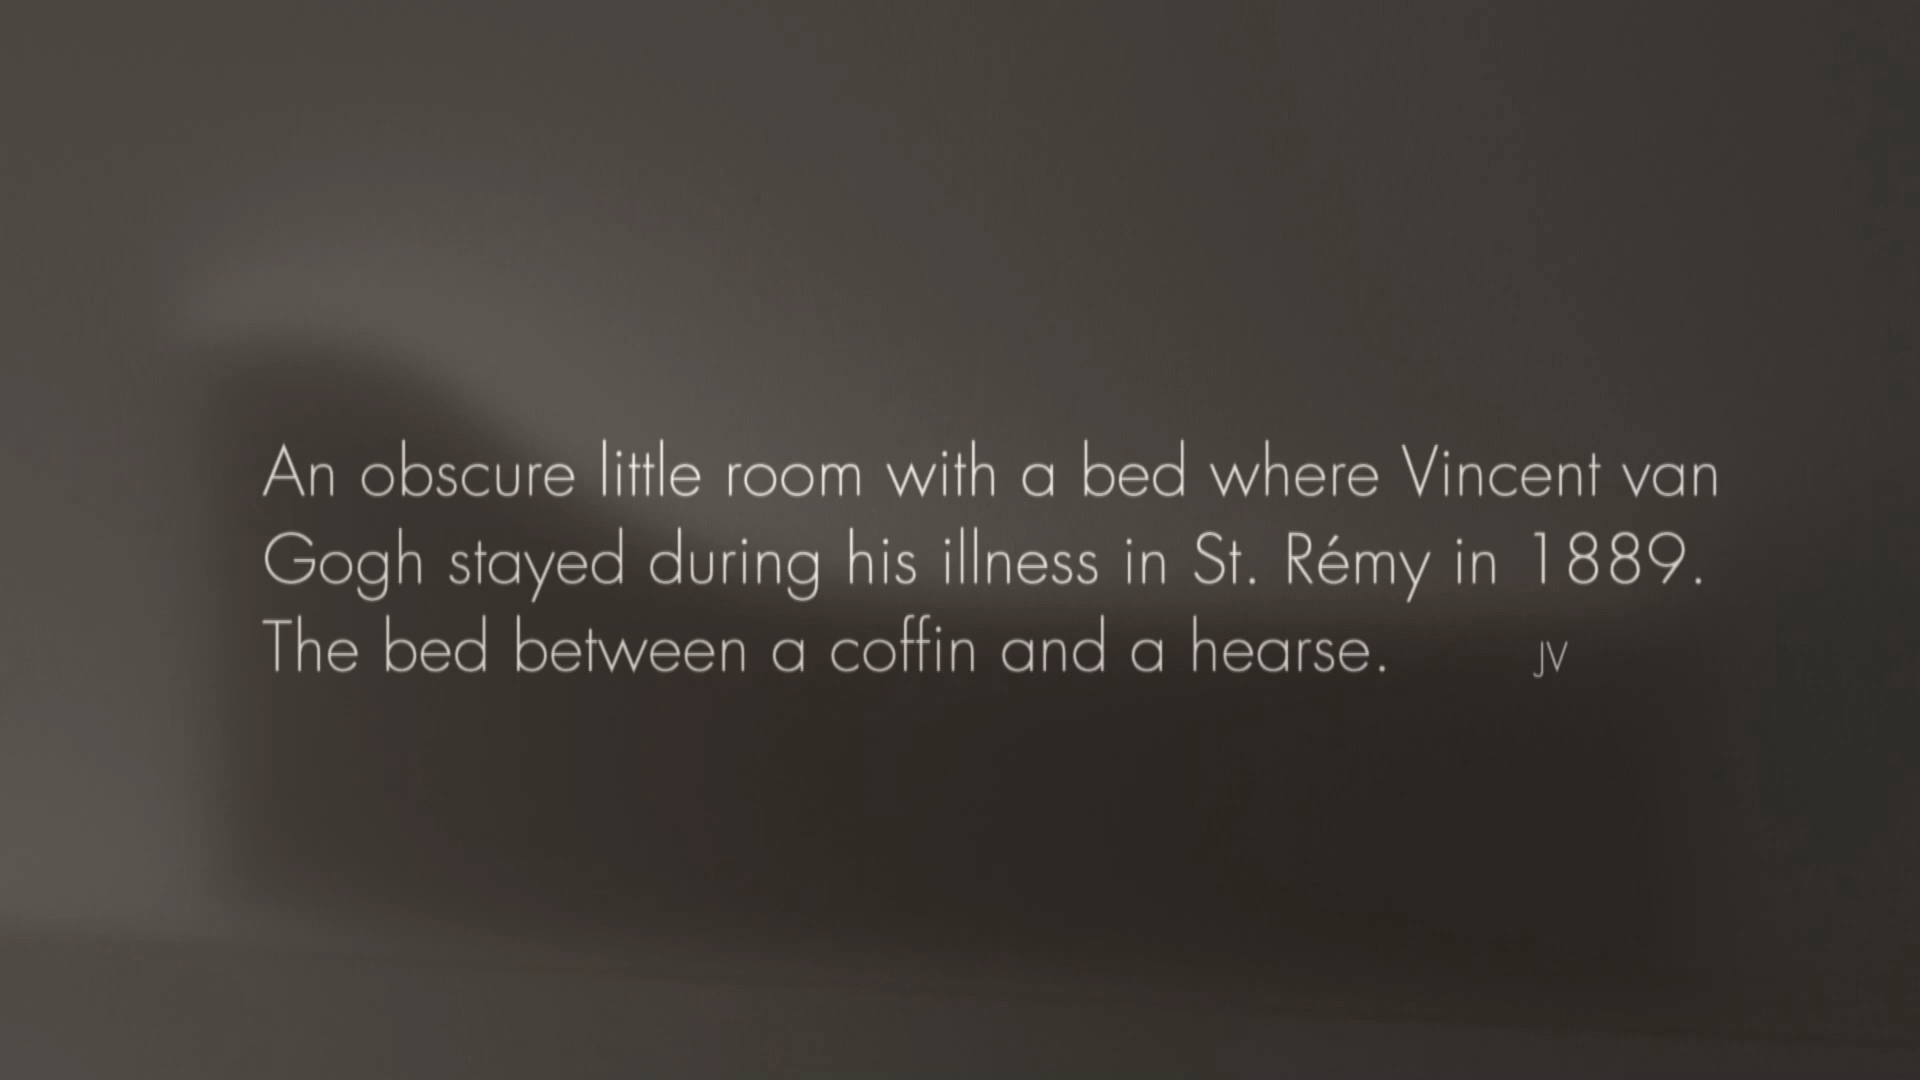 An obscure little room with a bed where Vincent van
Gogh stayed during his illness in St. Rémy in 1889.
The bed between a coffin and a hearse. JV